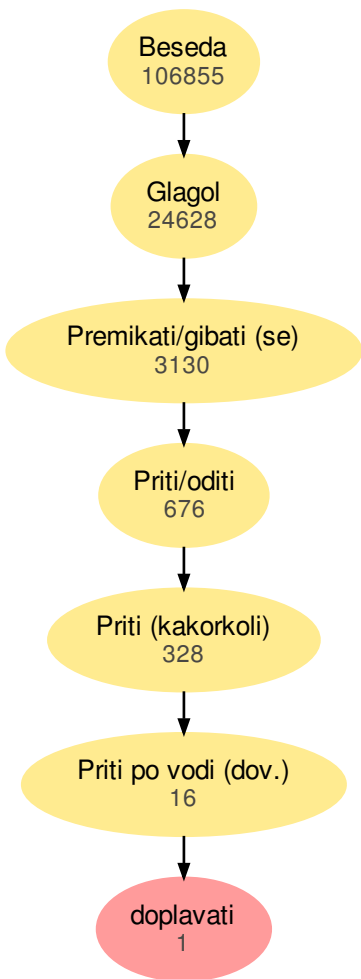 Beseda
106855
Glagol
24628
Premikati/gibati (se)
3130
Priti/oditi
676
Priti (kakorkoli)
328
Priti po vodi (dov.)
16
doplavati
1